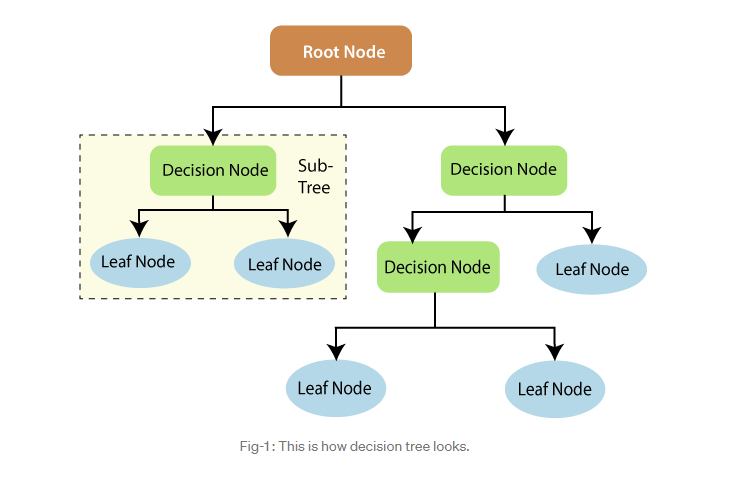 Root Node
Decision Node
Sub-
Tree
Decision Node
Leaf Node
Leaf Node
Decision Node
Leaf Node
Leaf Node
Leaf Node
Fig-1: This is how decision tree looks.